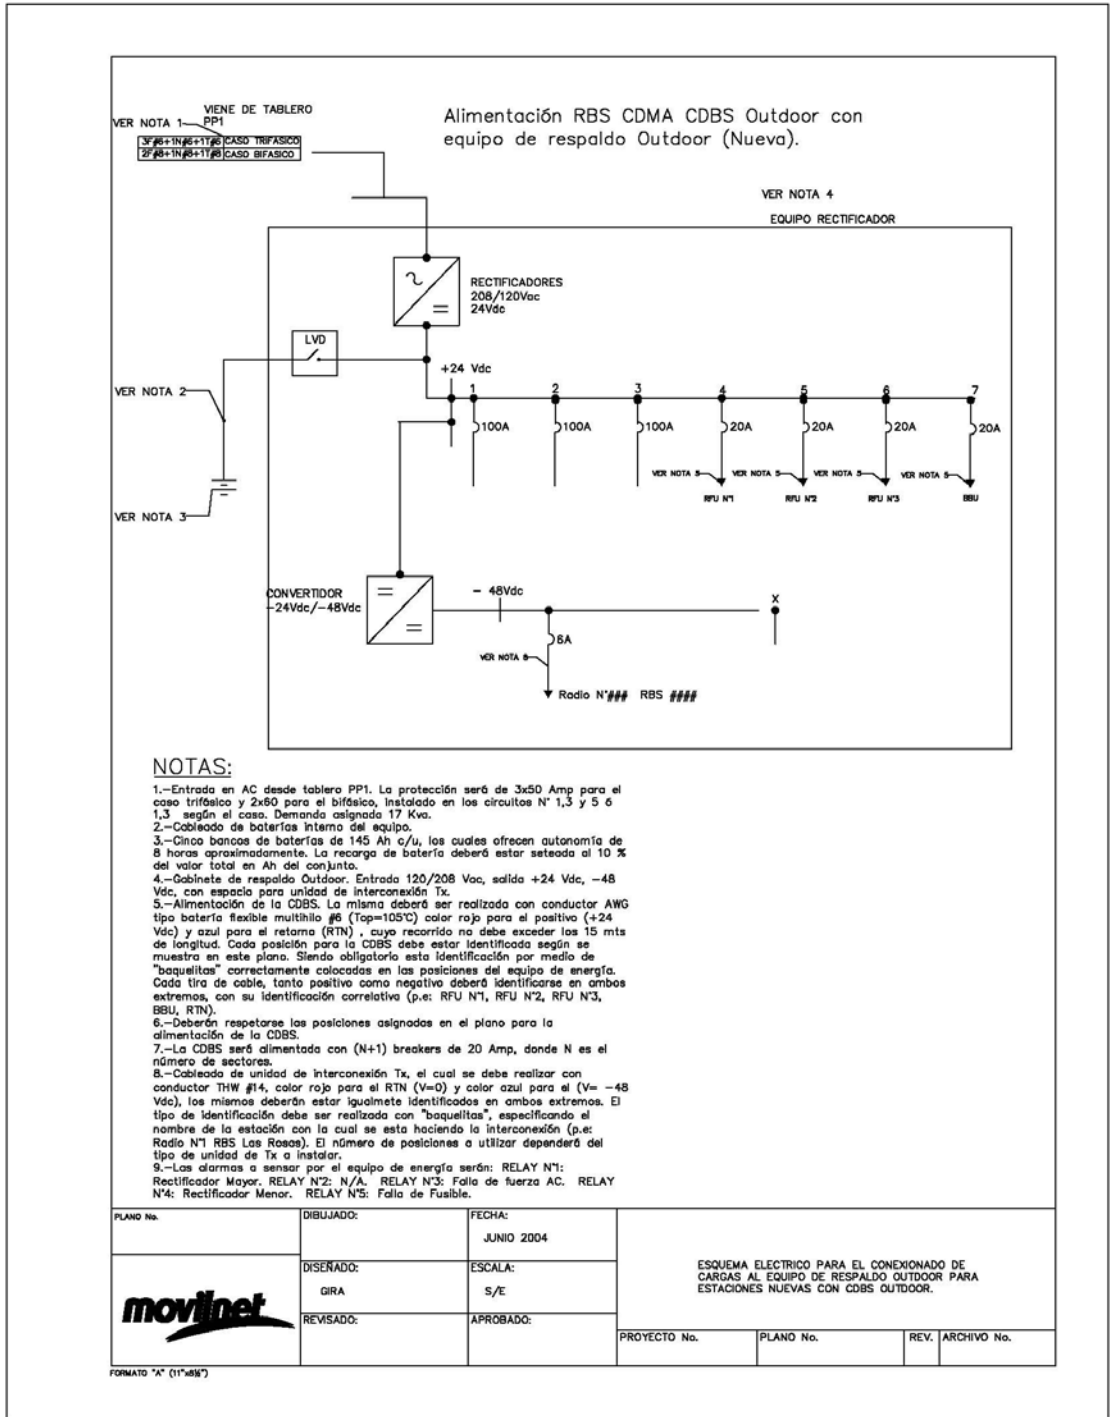 VIENE DE TABLERO
PP1
VER NOTA 1
3F#6+1N#6+1T#6 CASO TRIFASICO
2F#8+1N#8+1T#8 CASO BIFASICO
Alimentación RBS CDMA CDBS Outdoor con
equipo de respaldo Outdoor (Nueva).
VER NOTA 4
EQUIPO RECTIFICADOR
RECTIFICADORES
208/120Vac
24Vdc
LVD
+24 Vdc
VER NOTA 2
1 2 3 4 5 6 7
100A 100A 100A 20A 20A 20A 20A
VER NOTA 5 VER NOTA 5 VER NOTA 5 VER NOTA 5
RFU N°1 RFU N°2 RFU N°3 BBU
VER NOTA 3
CONVERTIDOR
-24Vdc/-48Vdc
- 48Vdc
X
6A
VER NOTA 8
Radio N°### RBS ####
NOTAS:
1.-Entrada en AC desde tablero PP1. La protección será de 3x50 Amp para el
caso trifásico y 2x60 para el bifásico, instalado en los circuitos N° 1,3 y 5 ó
1,3 según el caso. Demanda asignada 17 Kva.
2.-Cableado de baterías interno del equipo.
3.-Cinco bancos de baterías de 145 Ah c/u, los cuales ofrecen autonomía de
8 horas aproximadamente. La recarga de batería deberá estar seteada al 10 %
del valor total en Ah del conjunto.
4.-Gabinete de respaldo Outdoor. Entrada 120/208 Vac, salida +24 Vdc, -48
Vdc, con espacio para unidad de interconexión Tx.
5.-Alimentación de la CDBS. La misma deberá ser realizada con conductor AWG
tipo batería flexible multihilo #6 (Top=105°C) color rojo para el positivo (+24
Vdc) y azul para el retorno (RTN) , cuyo recorrido no debe exceder los 15 mts
de longitud. Cada posición para la CDBS debe estar identificada según se
muestra en este plano. Siendo obligatorio esta identificación por medio de
"baquelitas" correctamente colocadas en las posiciones del equipo de energía.
Cada tira de cable, tanto positivo como negativo deberá identificarse en ambos
extremos, con su identificación correlativa (p.e: RFU N°1, RFU N°2, RFU N°3,
BBU, RTN).
6.-Deberán respetarse las posiciones asignadas en el plano para la
alimentación de la CDBS.
7.-La CDBS será alimentada con (N+1) breakers de 20 Amp, donde N es el
número de sectores.
8.-Cableado de unidad de interconexión Tx, el cual se debe realizar con
conductor THW #14, color rojo para el RTN (V=0) y color azul para el (V= -48
Vdc), los mismos deberán estar igualmete identificados en ambos extremos. El
tipo de identificación debe ser realizada con "baquelitas", especificando el
nombre de la estación con la cual se esta haciendo la interconexión (p.e:
Radio N°1 RBS Las Rosas). El número de posiciones a utilizar dependerá del
tipo de unidad de Tx a instalar.
9.-Las alarmas a sensar por el equipo de energía serán: RELAY N°1:
Rectificador Mayor. RELAY N°2: N/A. RELAY N°3: Falla de fuerza AC. RELAY
N°4: Rectificador Menor. RELAY N°5: Falla de Fusible.
PLANO No.
DIBUJADO:
FECHA:
JUNIO 2004
DISEÑADO:
GIRA
ESCALA:
S/E
REVISADO:
APROBADO:
movilnet
ESQUEMA ELECTRICO PARA EL CONEXIONADO DE
CARGAS AL EQUIPO DE RESPALDO OUTDOOR PARA
ESTACIONES NUEVAS CON CDBS OUTDOOR.
PROYECTO No. PLANO No. REV. ARCHIVO No.
FORMATO "A" (11"x8½")